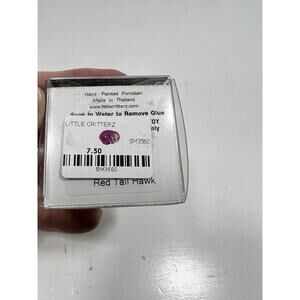 Hand - Painted Porcelain
Made in Thailand
www.littlecritterz.com
Soak in Water to Remove Glue
LITTLE CRITTERZ
SM3560
7.50
SM3560
Red Tail Hawk